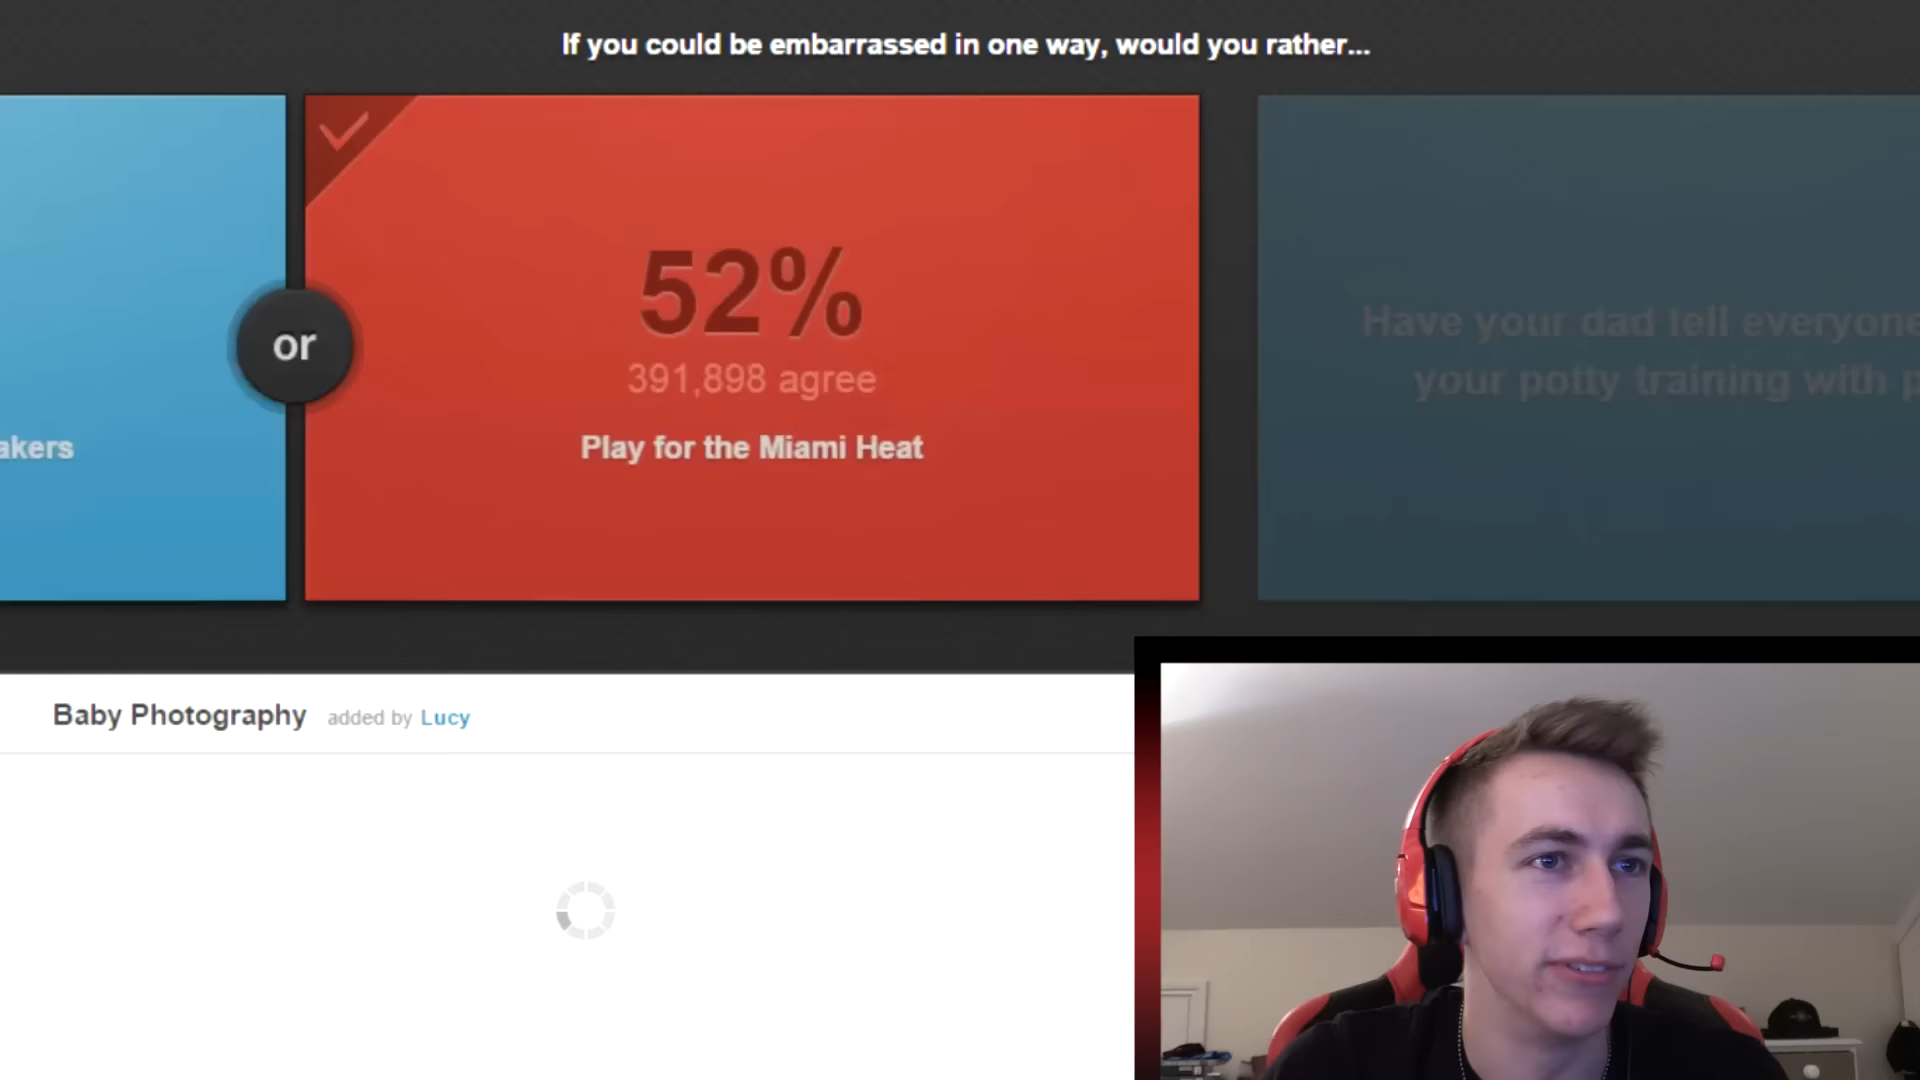 If you could be embarrassed in one way, would you rather...
akers
or
52%
391,898 agree
Play for the Miami Heat
Have your dad tell everyone
your potty training with p
Baby Photography added by Lucy